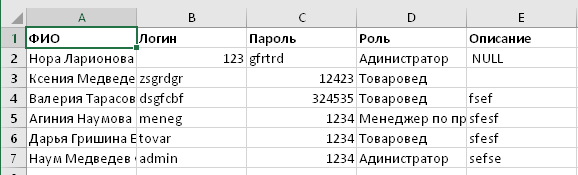 A B C D E
1 ФИО Логин Пароль Роль Описание
2 Нора Ларионова 123 gfrtrd Адинистратор NULL
3 Ксения Медведе zsgrdgr 12423 Товаровед
4 Валерия Тарасов dsgfcbf 324535 Товаровед fsef
5 Агиния Наумова meneg 1234 Менеджер по пр sfesf
6 Дарья Гришина Е tovar 1234 Товаровед sfesf
7 Наум Медведев admin 1234 Адинистратор sefse